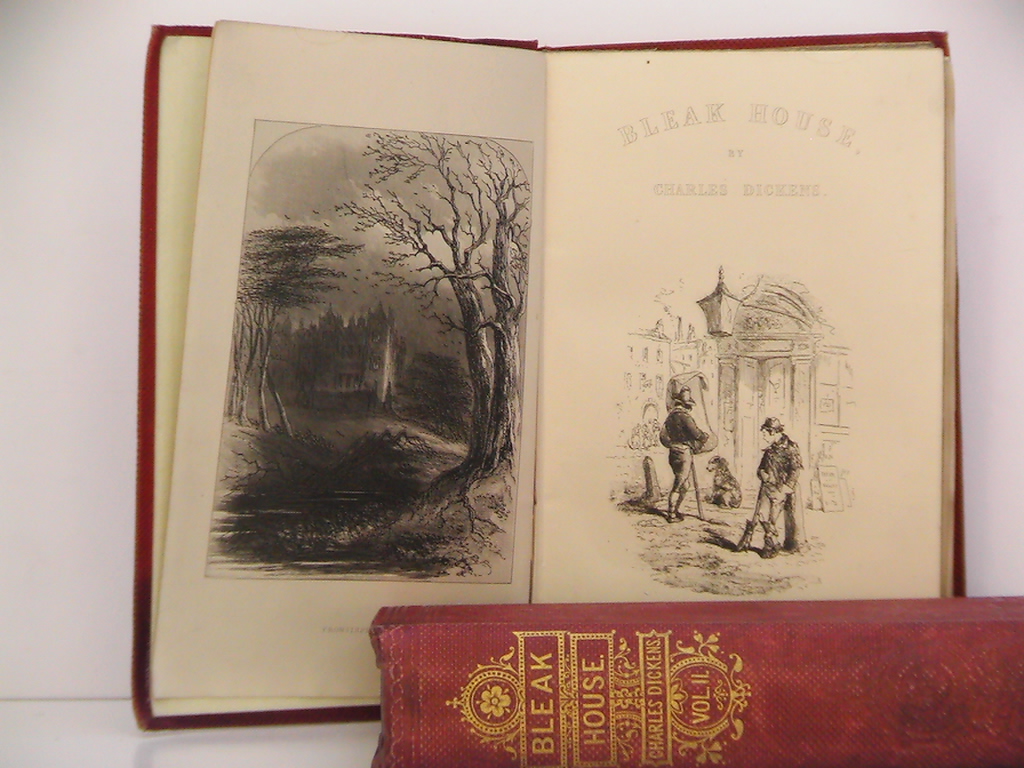 BLEAK HOUSE,
BY
CHARLES DICKENS.
BLEAK
HOUSE.
CHARLES DICKENS.
VOL II.